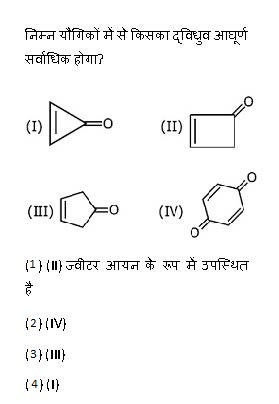 निम्न यौगिकों में से किसका द्विधुव आघूर्ण
सर्वाधिक होगा?
(I) O (II) O
(III) O (IV) O
O
(1) (II) ज्वीटर आयन के रूप में उपस्थित
है
(2) (IV)
(3) (III)
(4) (I)